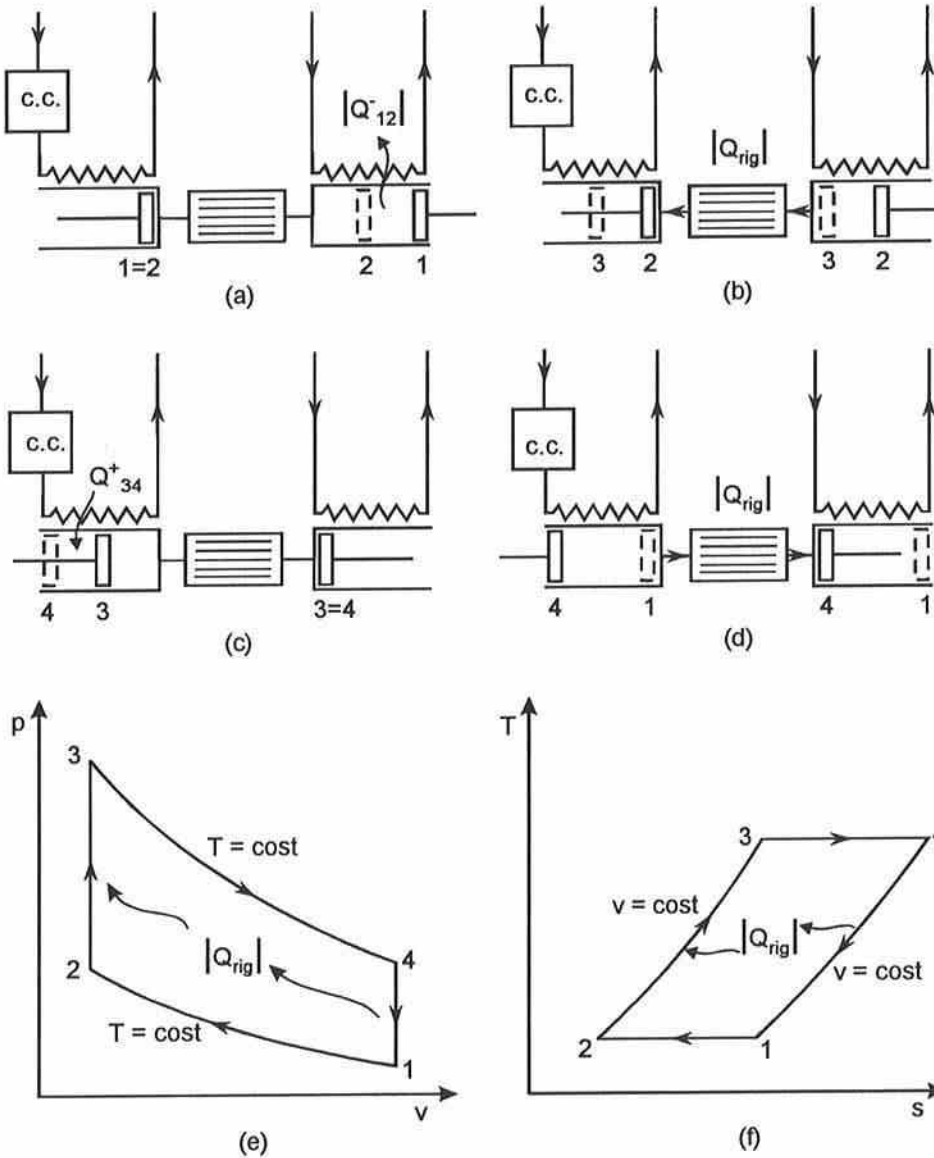 c.c.
|Q⁻₁₂|
1=2
2
1
(a)
c.c.
|Q_rig|
3
2
3
2
(b)
c.c.
Q⁺₃₄
4
3
3=4
(c)
c.c.
|Q_rig|
4
1
4
1
(d)
p
3
T = cost
|Q_rig|
4
2
T = cost
1
v
(e)
T
3
v = cost
|Q_rig|
v = cost
2
1
s
(f)